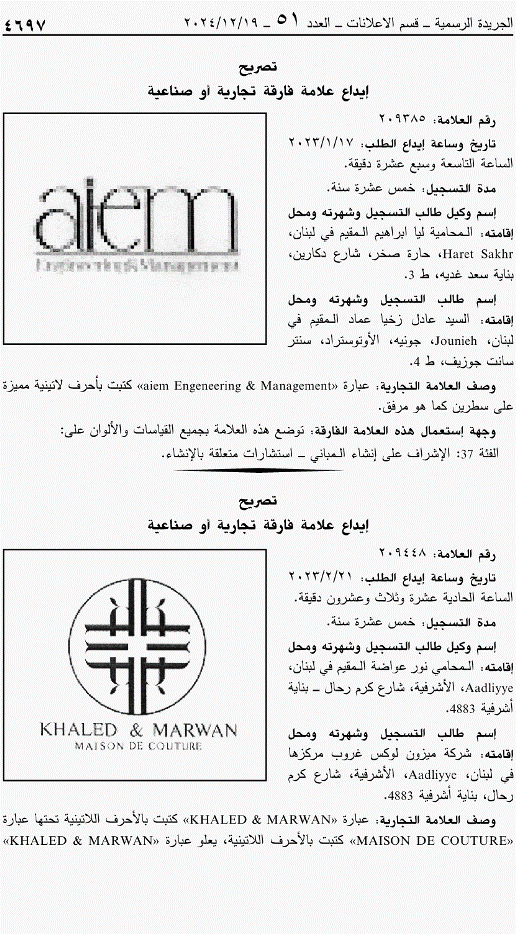 الجريدة الرسمية – قسم الاعلانات – العدد ٥١ – ٢٠٢٤/١٢/١٩
٤٦٩٧
تصريح
إيداع علامة فارقة تجارية أو صناعية
رقم العلامة: ٢٠٩٣٨٥
تاريخ وساعة إيداع الطلب: ٢٠٢٣/١/١٧
الساعة التاسعة وسبع عشرة دقيقة.
مدة التسجيل: خمس عشرة سنة.
إسم وكيل طالب التسجيل وشهرته ومحل
إقامته: المحامية ليا ابراهيم المقيم في لبنان،
Haret Sakhr، حارة صخر، شارع دكارين،
بناية سعد غديه، ط 3.
إسم طالب التسجيل وشهرته ومحل
إقامته: السيد عادل زخيا عماد المقيم في
لبنان، Jounieh، جونيه، الأوتوستراد، سنتر
سانت جوزيف، ط 4.
aiem
Engineering & Management
وصف العلامة التجارية: عبارة «aiem Engeneering & Management» كتبت بأحرف لاتينية مميزة
على سطرين كما هو مرفق.
وجهة إستعمال هذه العلامة الفارقة: توضع هذه العلامة بجميع القياسات والألوان على:
الفئة 37: الإشراف على إنشاء المباني – استشارات متعلقة بالإنشاء.
تصريح
إيداع علامة فارقة تجارية أو صناعية
رقم العلامة: ٢٠٩٤٤٨
تاريخ وساعة إيداع الطلب: ٢٠٢٣/٢/٢١
الساعة الحادية عشرة وثلاث وعشرون دقيقة.
مدة التسجيل: خمس عشرة سنة.
إسم وكيل طالب التسجيل وشهرته ومحل
إقامته: المحامي نور عواضة المقيم في لبنان،
Aadliyye، الأشرفية، شارع كرم رحال – بناية
أشرفية 4883.
إسم طالب التسجيل وشهرته ومحل
إقامته: شركة ميزون لوكس غروب مركزها
في لبنان، Aadliyye، الأشرفية، شارع كرم
رحال، بناية أشرفية 4883.
KHALED & MARWAN
MAISON DE COUTURE
وصف العلامة التجارية: عبارة «KHALED & MARWAN» كتبت بالأحرف اللاتينية تحتها عبارة
«MAISON DE COUTURE» كتبت بالأحرف اللاتينية، يعلو عبارة «KHALED & MARWAN»